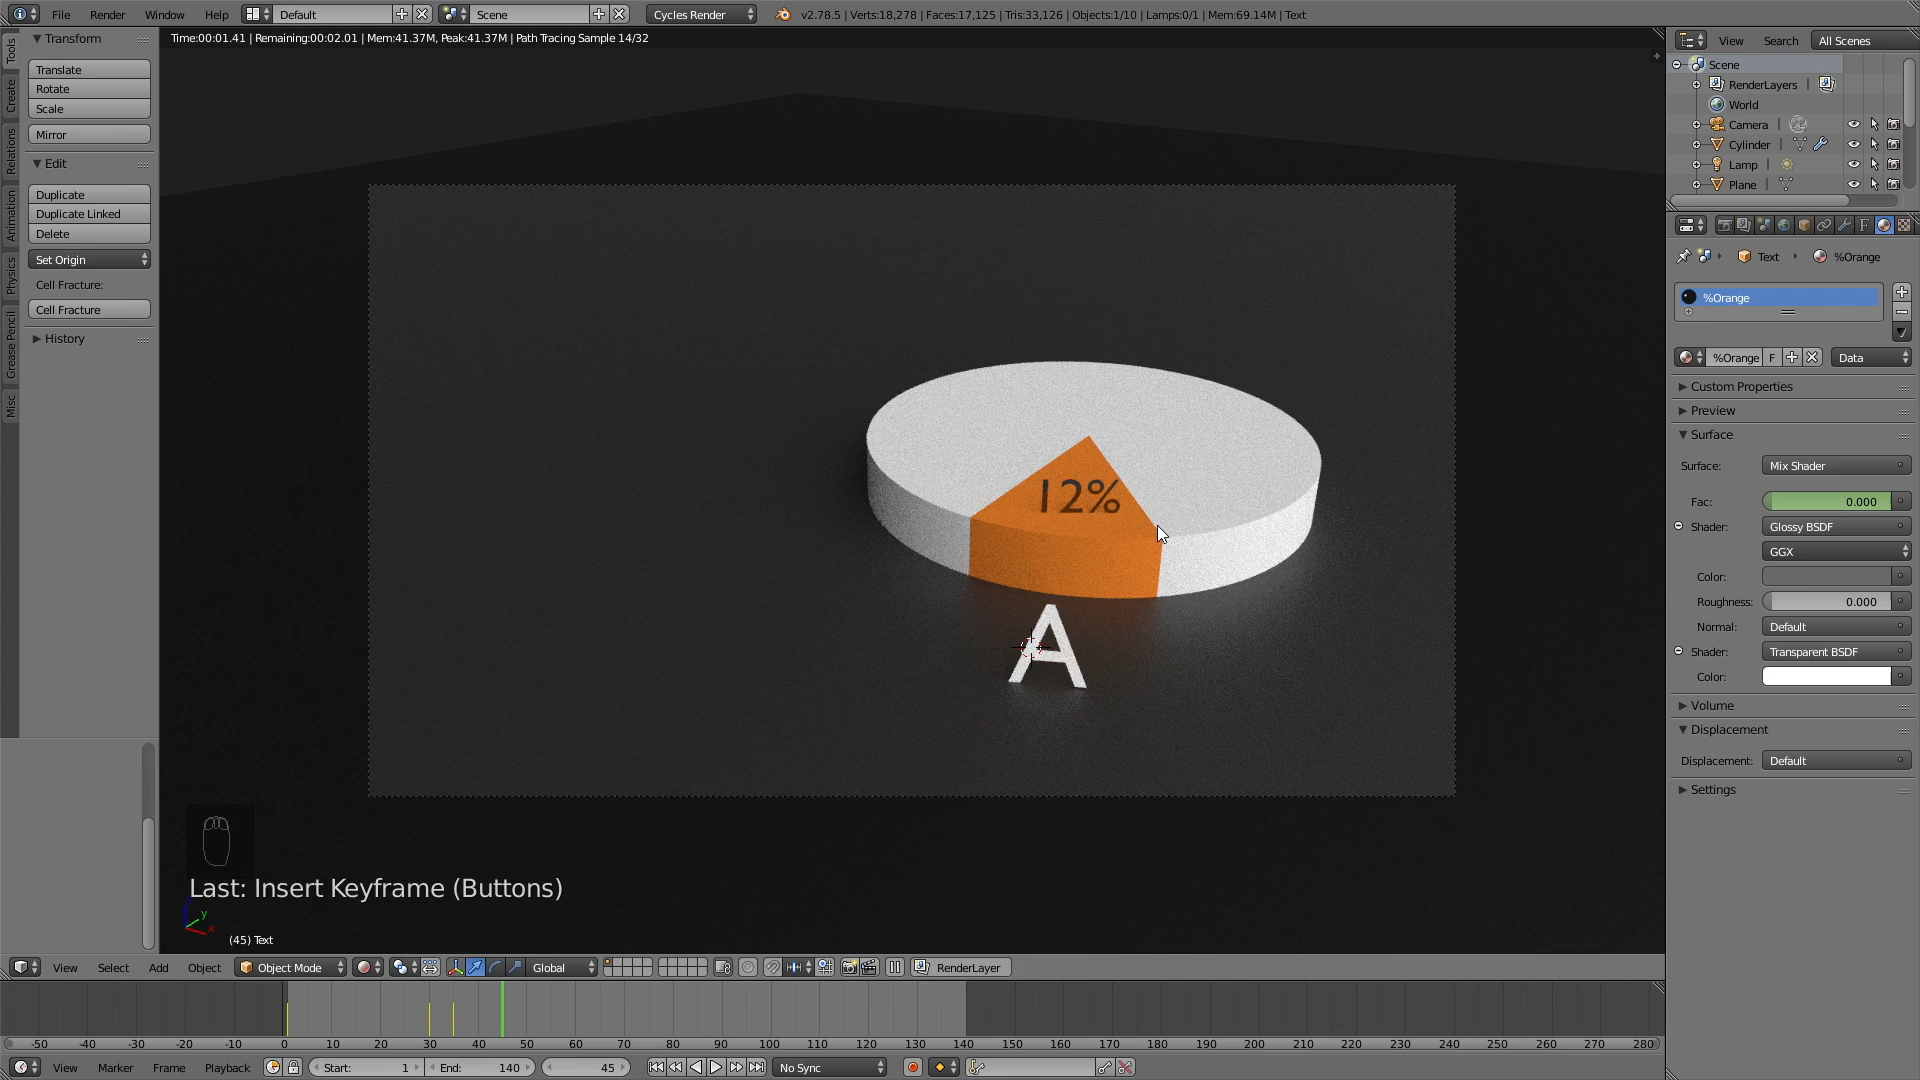 File Render Window Help Default Scene Cycles Render v2.78.5 | Verts:18,278 | Faces:17,125 | Tris:33,126 | Objects:1/10 | Lamps:0/1 | Mem:69.14M | Text
Time:00:01.41 | Remaining:00:02.01 | Mem:41.37M, Peak:41.37M | Path Tracing Sample 14/32
Tools
Create
Relations
Animation
Physics
Grease Pencil
Misc
Transform
Translate
Rotate
Scale
Mirror
Edit
Duplicate
Duplicate Linked
Delete
Set Origin
Cell Fracture:
Cell Fracture
History
12%
A
Last: Insert Keyframe (Buttons)
y
x
(45) Text
View Search All Scenes
Scene
RenderLayers |
World
Camera |
Cylinder |
Lamp |
Plane |
Text %Orange
%Orange
%Orange F Data
Custom Properties
Preview
Surface
Surface: Mix Shader
Fac: 0.000
Shader: Glossy BSDF
GGX
Color:
Roughness: 0.000
Normal: Default
Shader: Transparent BSDF
Color:
Volume
Displacement
Displacement: Default
Settings
View Select Add Object Object Mode Global RenderLayer
-50 -40 -30 -20 -10 0 10 20 30 40 50 60 70 80 90 100 110 120 130 140 150 160 170 180 190 200 210 220 230 240 250 260 270 280
View Marker Frame Playback Start: 1 End: 140 45 No Sync